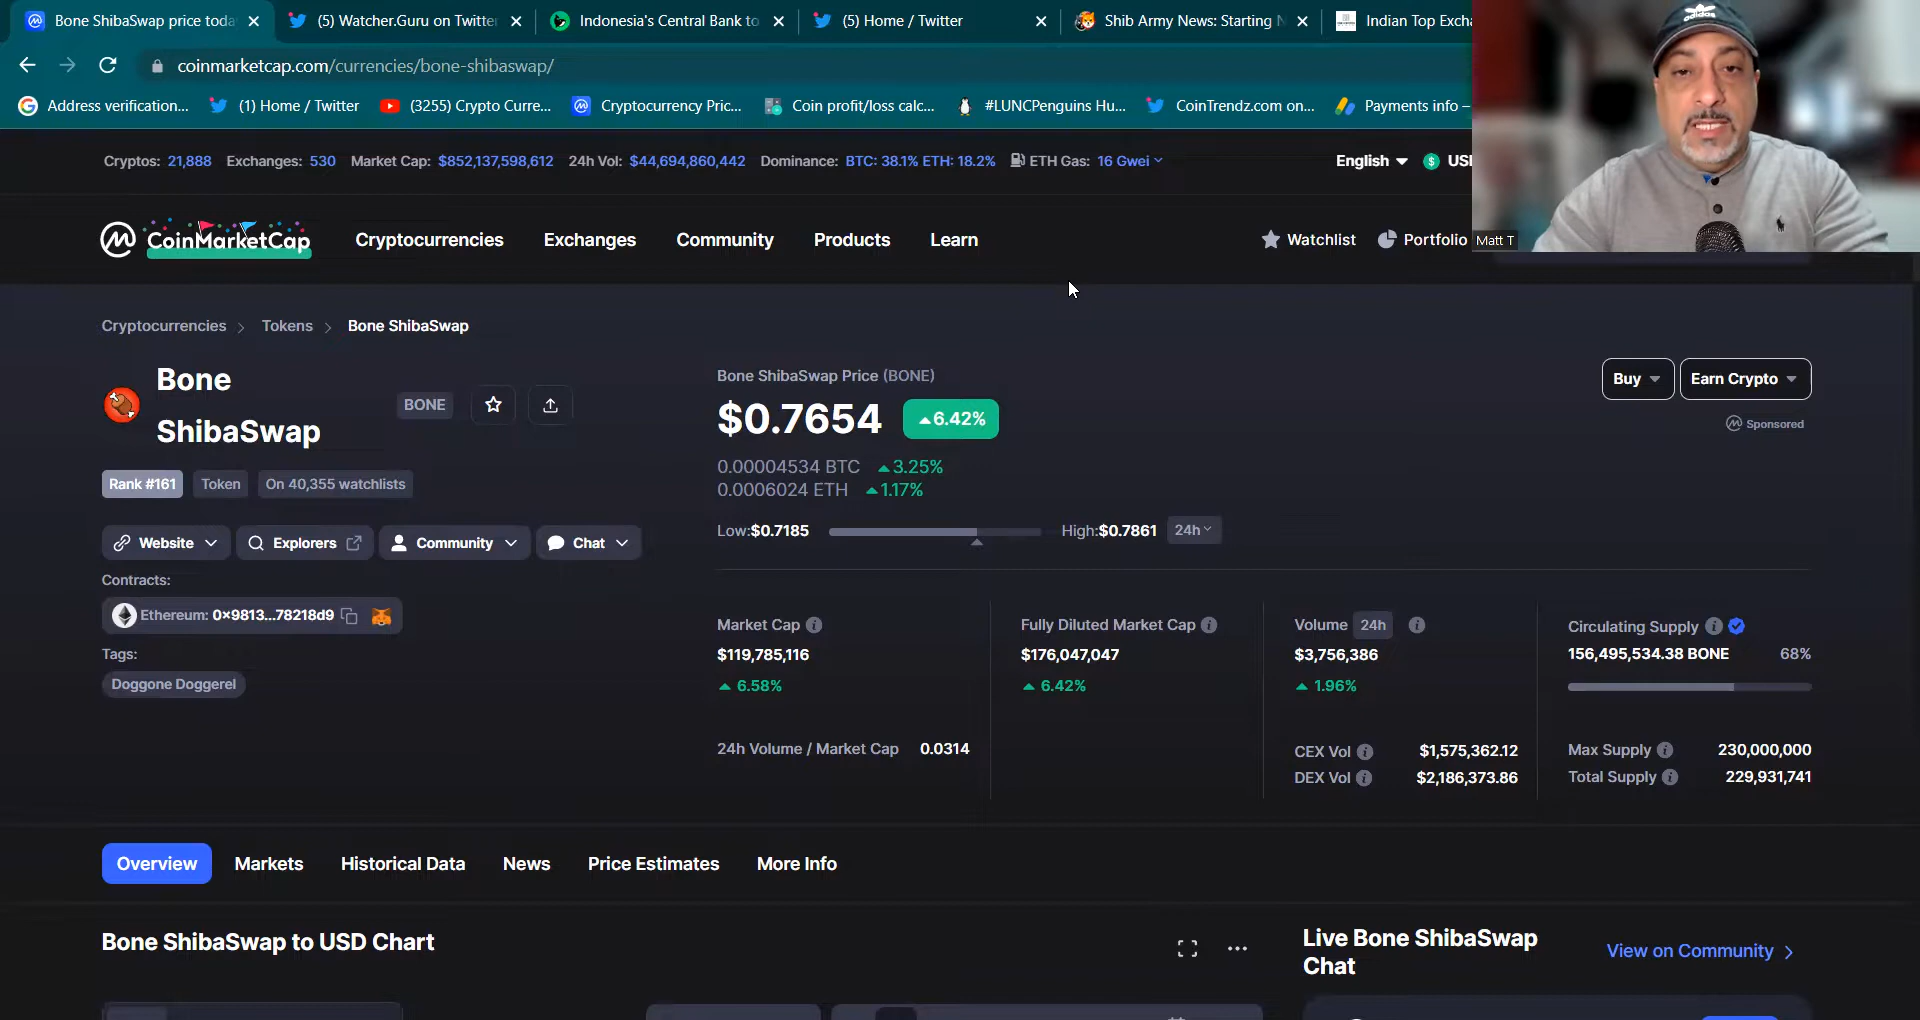 Bone ShibaSwap price toda
(5) Watcher.Guru on Twitte
Indonesia's Central Bank to
(5) Home / Twitter
Shib Army News: Starting N
Indian Top Excha
coinmarketcap.com/currencies/bone-shibaswap/
Address verification...
(1) Home / Twitter
(3255) Crypto Curre...
Cryptocurrency Pric...
Coin profit/loss calc...
#LUNCPenguins Hu...
CoinTrendz.com on...
Payments info –
adidas
Cryptos: 21,888 Exchanges: 530 Market Cap: $852,137,598,612 24h Vol: $44,694,860,442 Dominance: BTC: 38.1% ETH: 18.2% ETH Gas: 16 Gwei
English $ USD
CoinMarketCap
Cryptocurrencies Exchanges Community Products Learn
Watchlist Portfolio
Matt T
Cryptocurrencies > Tokens > Bone ShibaSwap
Bone
ShibaSwap
BONE
Rank #161 Token On 40,355 watchlists
Website Explorers Community Chat
Contracts:
Ethereum: 0x9813...78218d9
Tags:
Doggone Doggerel
Bone ShibaSwap Price (BONE)
$0.7654 6.42%
0.00004534 BTC 3.25%
0.0006024 ETH 1.17%
Low:$0.7185 High:$0.7861 24h
Buy Earn Crypto
Sponsored
Market Cap
$119,785,116
6.58%
24h Volume / Market Cap 0.0314
Fully Diluted Market Cap
$176,047,047
6.42%
Volume 24h
$3,756,386
1.96%
CEX Vol $1,575,362.12
DEX Vol $2,186,373.86
Circulating Supply
156,495,534.38 BONE 68%
Max Supply 230,000,000
Total Supply 229,931,741
Overview Markets Historical Data News Price Estimates More Info
Bone ShibaSwap to USD Chart
Live Bone ShibaSwap
Chat
View on Community >